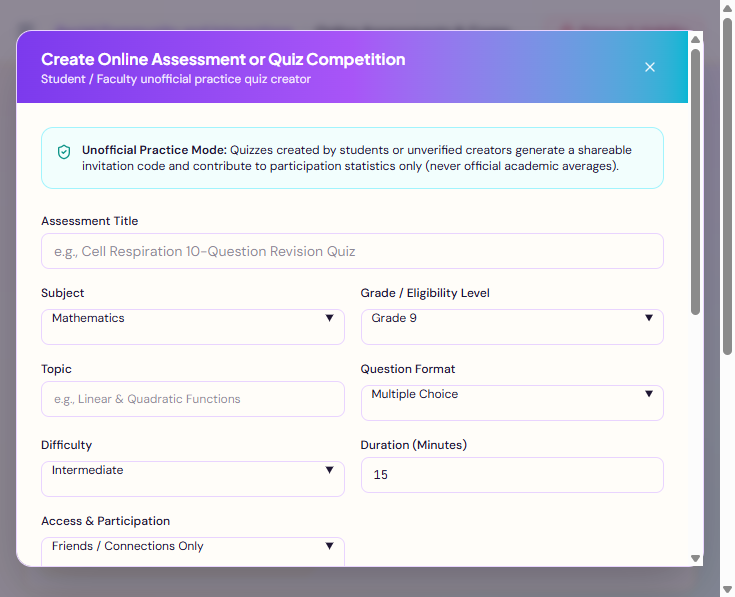 Create Online Assessment or Quiz Competition
Student / Faculty unofficial practice quiz creator
Unofficial Practice Mode: Quizzes created by students or unverified creators generate a shareable
invitation code and contribute to participation statistics only (never official academic averages).
Assessment Title
e.g., Cell Respiration 10-Question Revision Quiz
Subject
Grade / Eligibility Level
Mathematics
Grade 9
Topic
Question Format
e.g., Linear & Quadratic Functions
Multiple Choice
Difficulty
Duration (Minutes)
Intermediate
15
Access & Participation
Friends / Connections Only